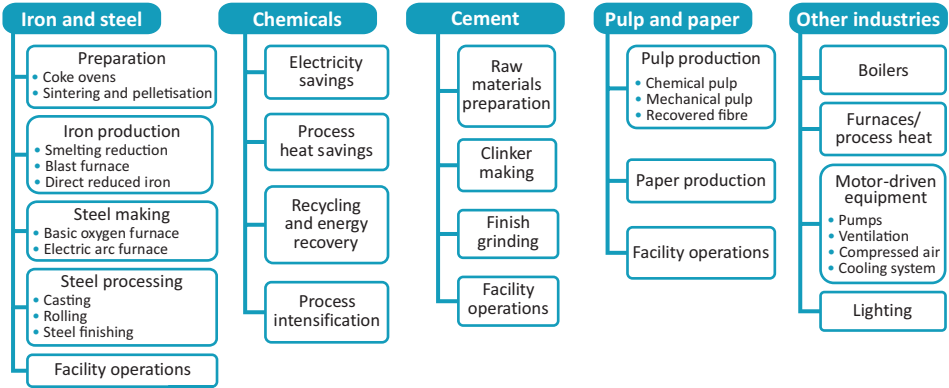 Iron and steel
Preparation
• Coke ovens
• Sintering and pelletisation
Iron production
• Smelting reduction
• Blast furnace
• Direct reduced iron
Steel making
• Basic oxygen furnace
• Electric arc furnace
Steel processing
• Casting
• Rolling
• Steel finishing
Facility operations
Chemicals
Electricity
savings
Process
heat savings
Recycling
and energy
recovery
Process
intensification
Cement
Raw
materials
preparation
Clinker
making
Finish
grinding
Facility
operations
Pulp and paper
Pulp production
• Chemical pulp
• Mechanical pulp
• Recovered fibre
Paper production
Facility operations
Other industries
Boilers
Furnaces/
process heat
Motor-driven
equipment
• Pumps
• Ventilation
• Compressed air
• Cooling system
Lighting